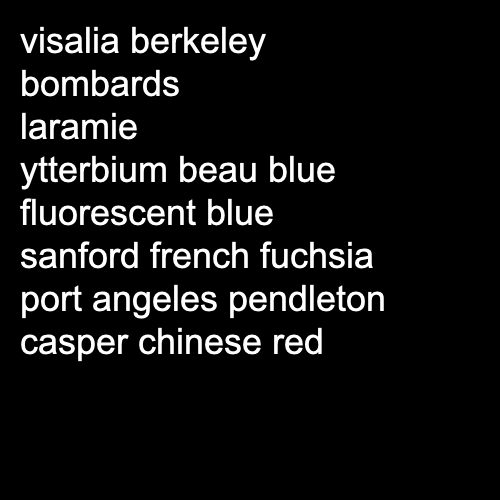 visalia berkeley
bombards
laramie
ytterbium beau blue
fluorescent blue
sanford french fuchsia
port angeles pendleton
casper chinese red